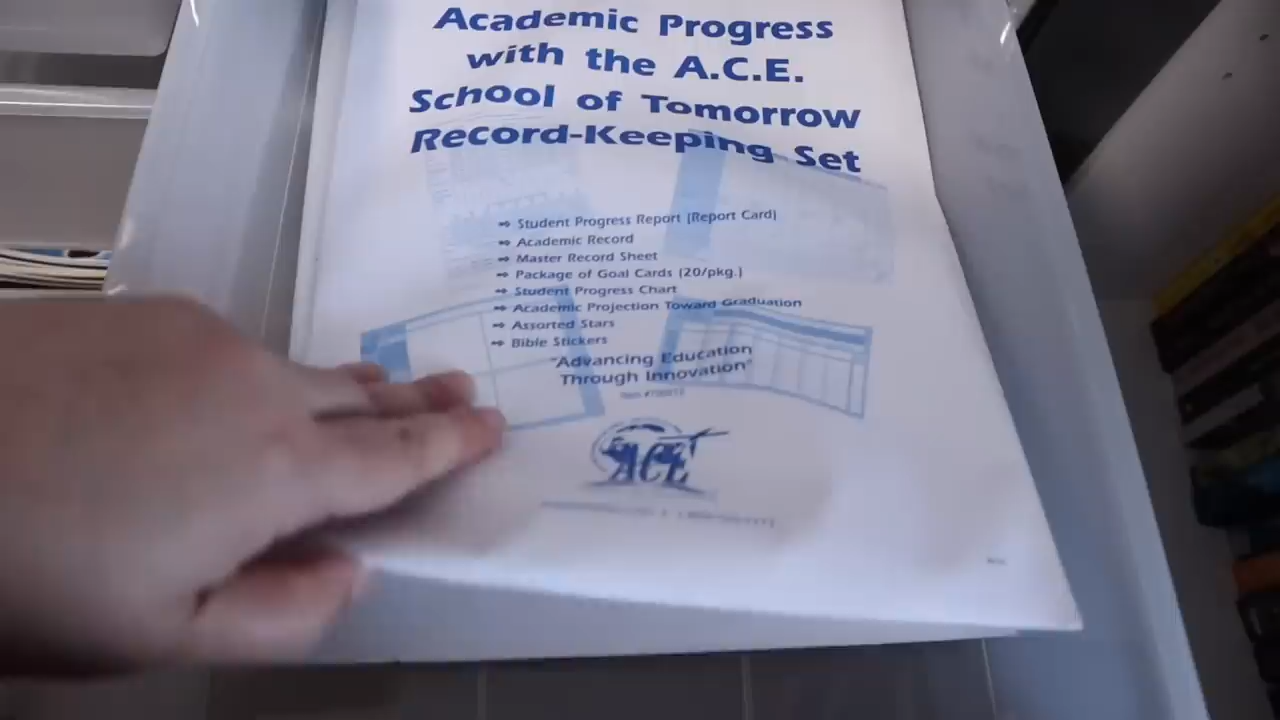 Academic Progress
with the A.C.E.
School of Tomorrow
Record-Keeping Set
⇨ Student Progress Report (Report Card)
⇨ Academic Record
⇨ Master Record Sheet
⇨ Package of Goal Cards (20/pkg.)
⇨ Student Progress Chart
⇨ Academic Projection Toward Graduation
⇨ Assorted Stars
⇨ Bible Stickers
"Advancing Education
Through Innovation"
ACE